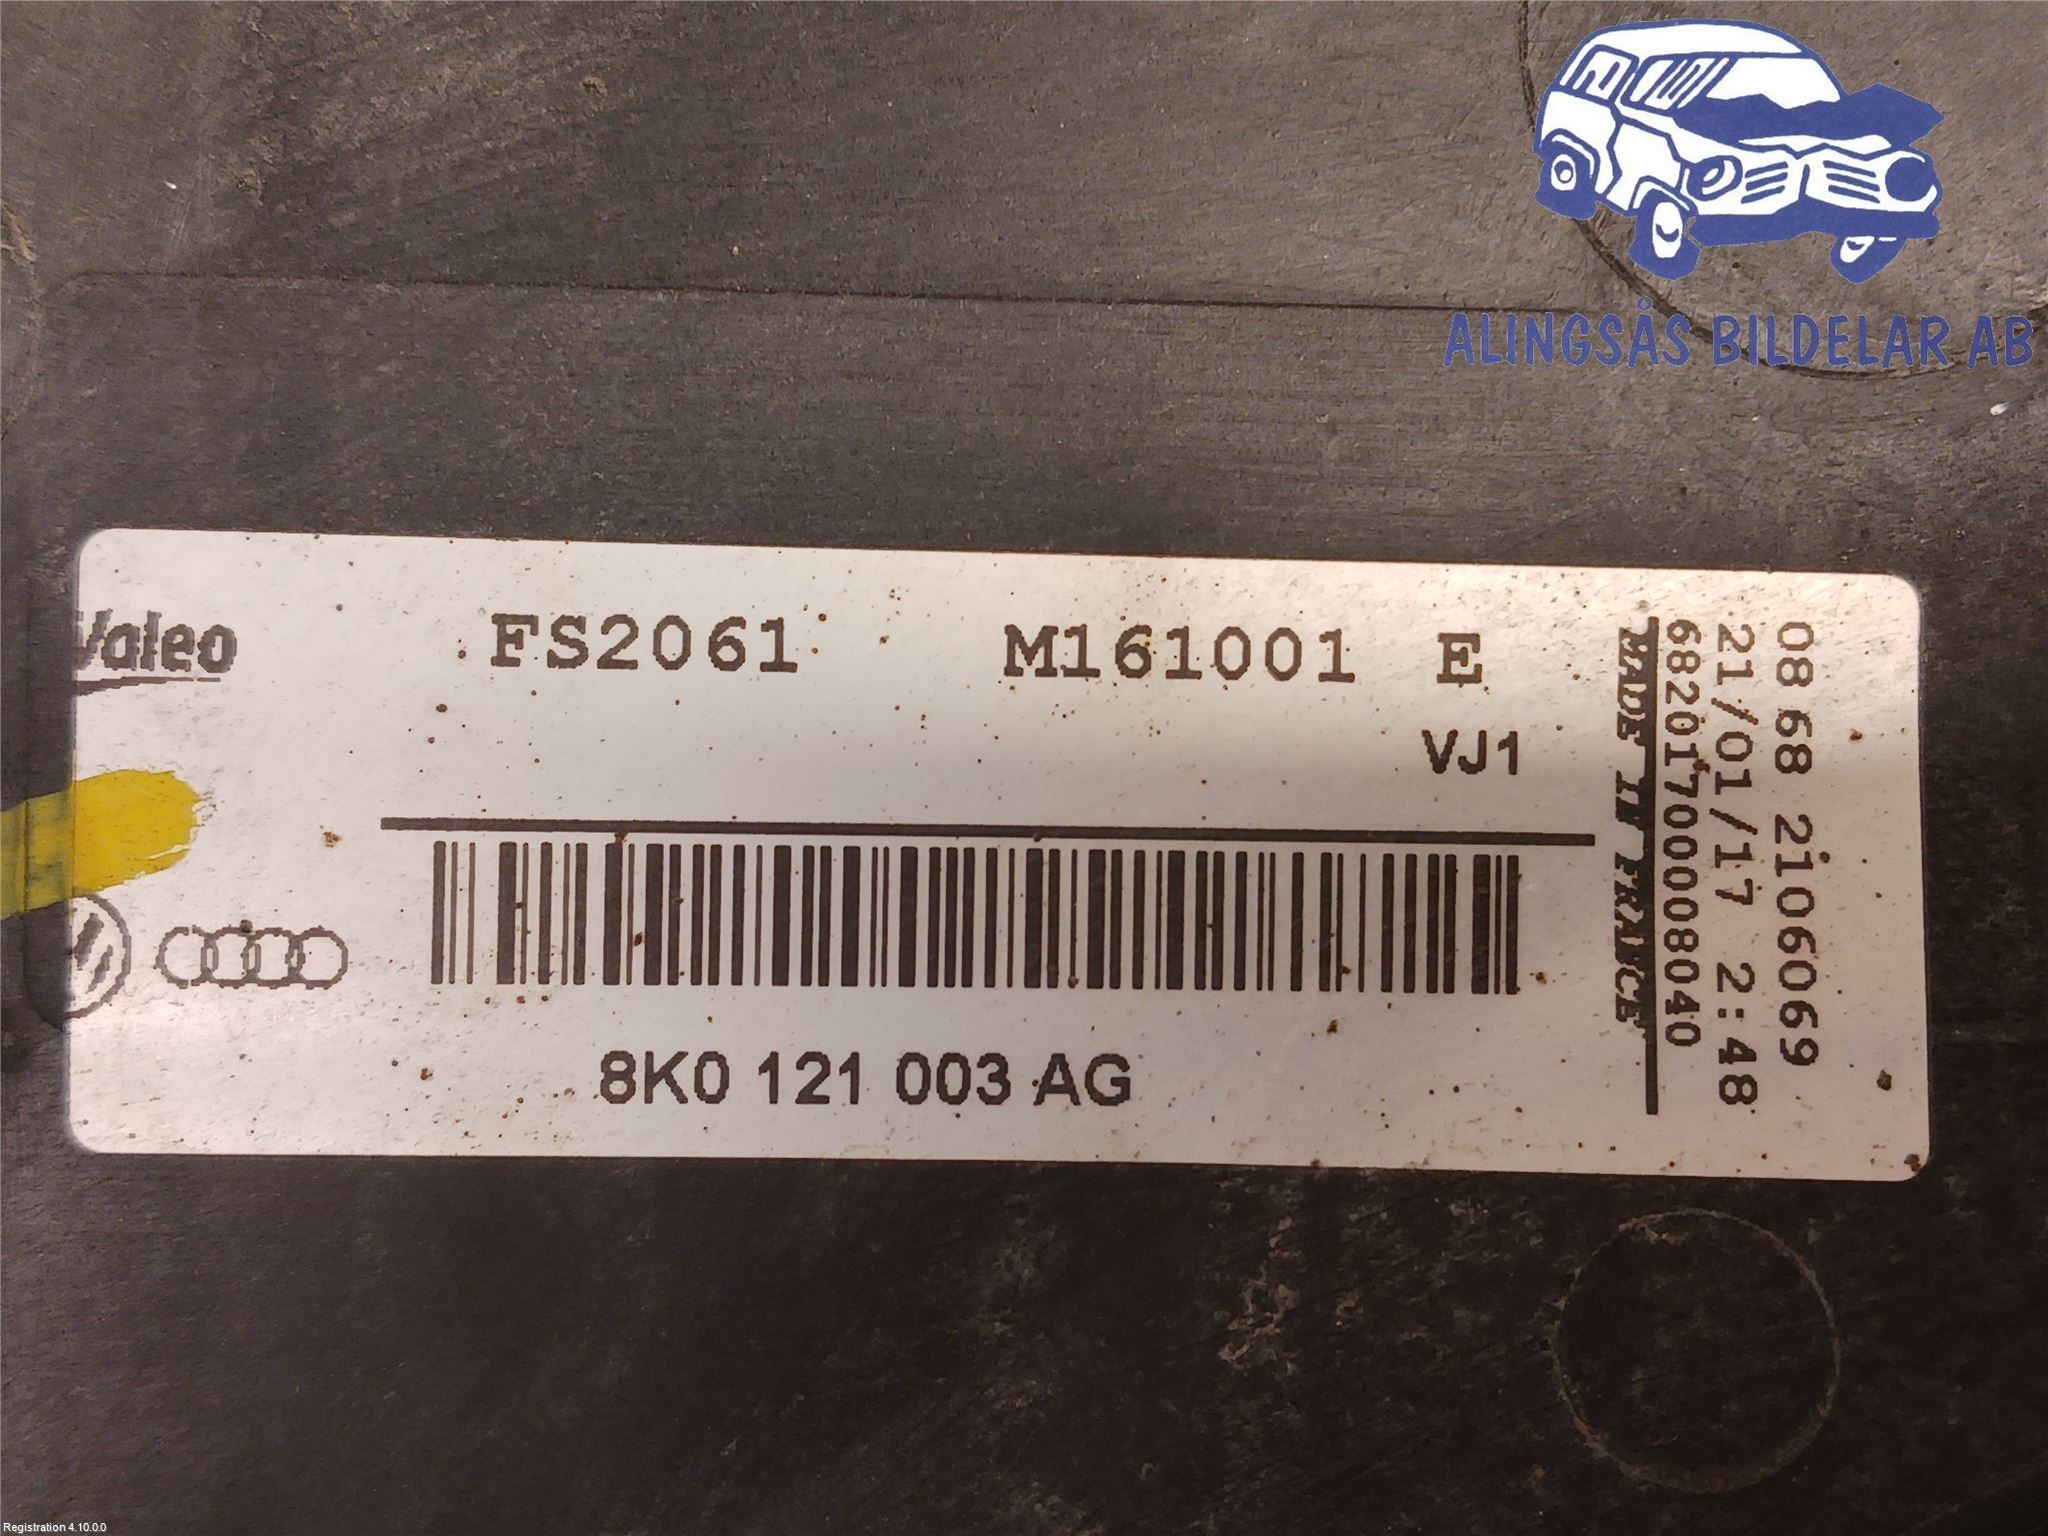 ALINGSÅS BILDELAR AB
Valeo
FS2061 M161001 E
VJ1
8K0 121 003 AG
08 68 2106069
21/01/17 2:48
68201700080040
MADE IN FRANCE
Registration 4.10.0.0